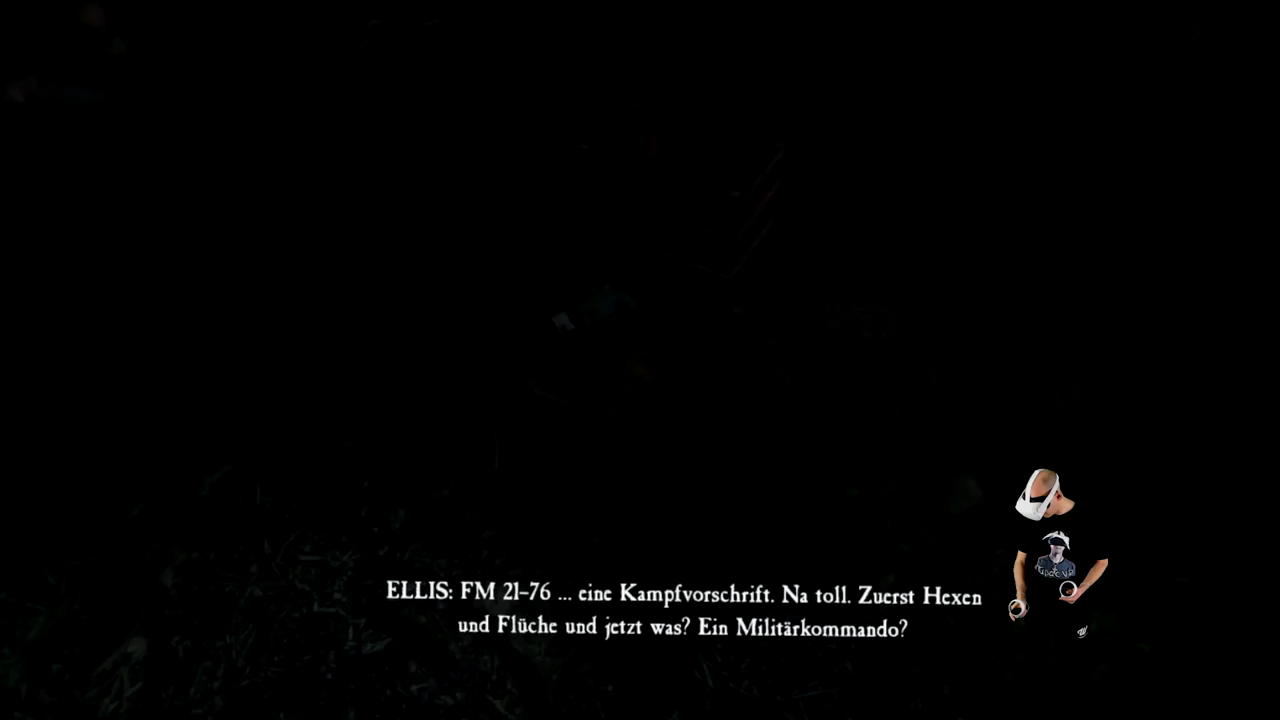 ELLIS: FM 21-76 ... eine Kampfvorschrift. Na toll. Zuerst Hexen
und Flüche und jetzt was? Ein Militärkommando?